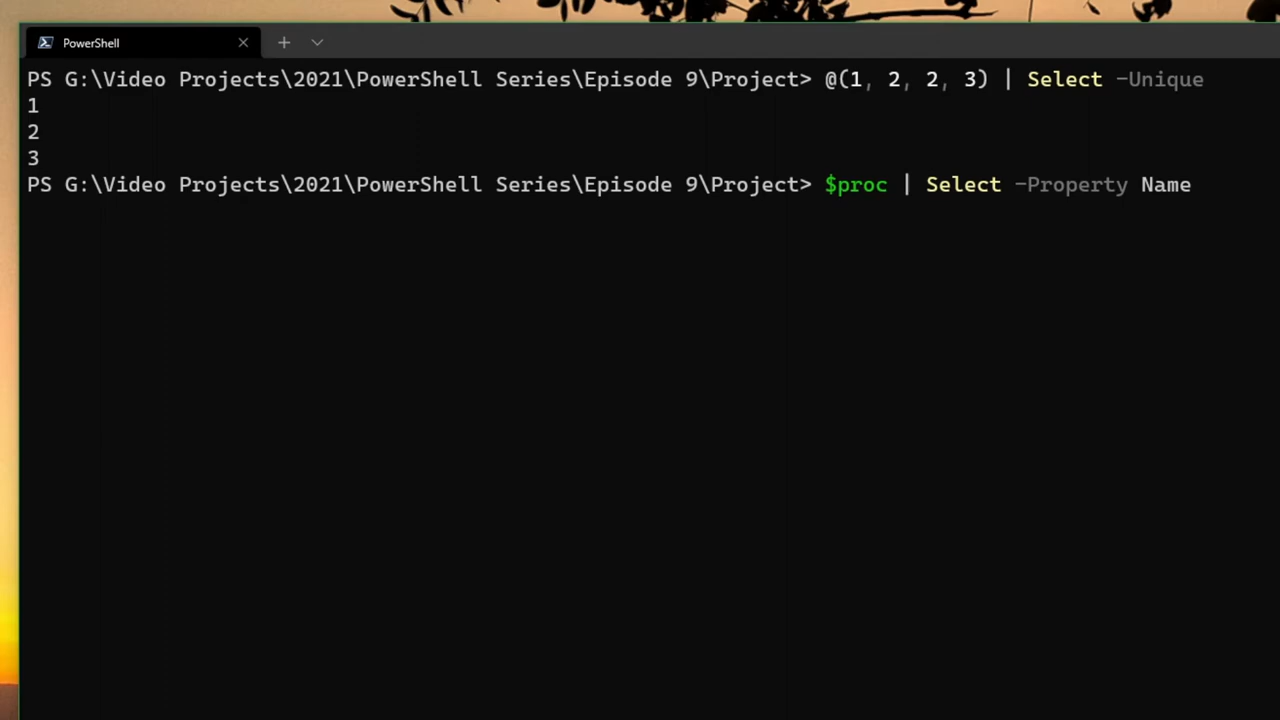 PowerShell
PS G:\Video Projects\2021\PowerShell Series\Episode 9\Project> @(1, 2, 2, 3) | Select -Unique
1
2
3
PS G:\Video Projects\2021\PowerShell Series\Episode 9\Project> $proc | Select -Property Name